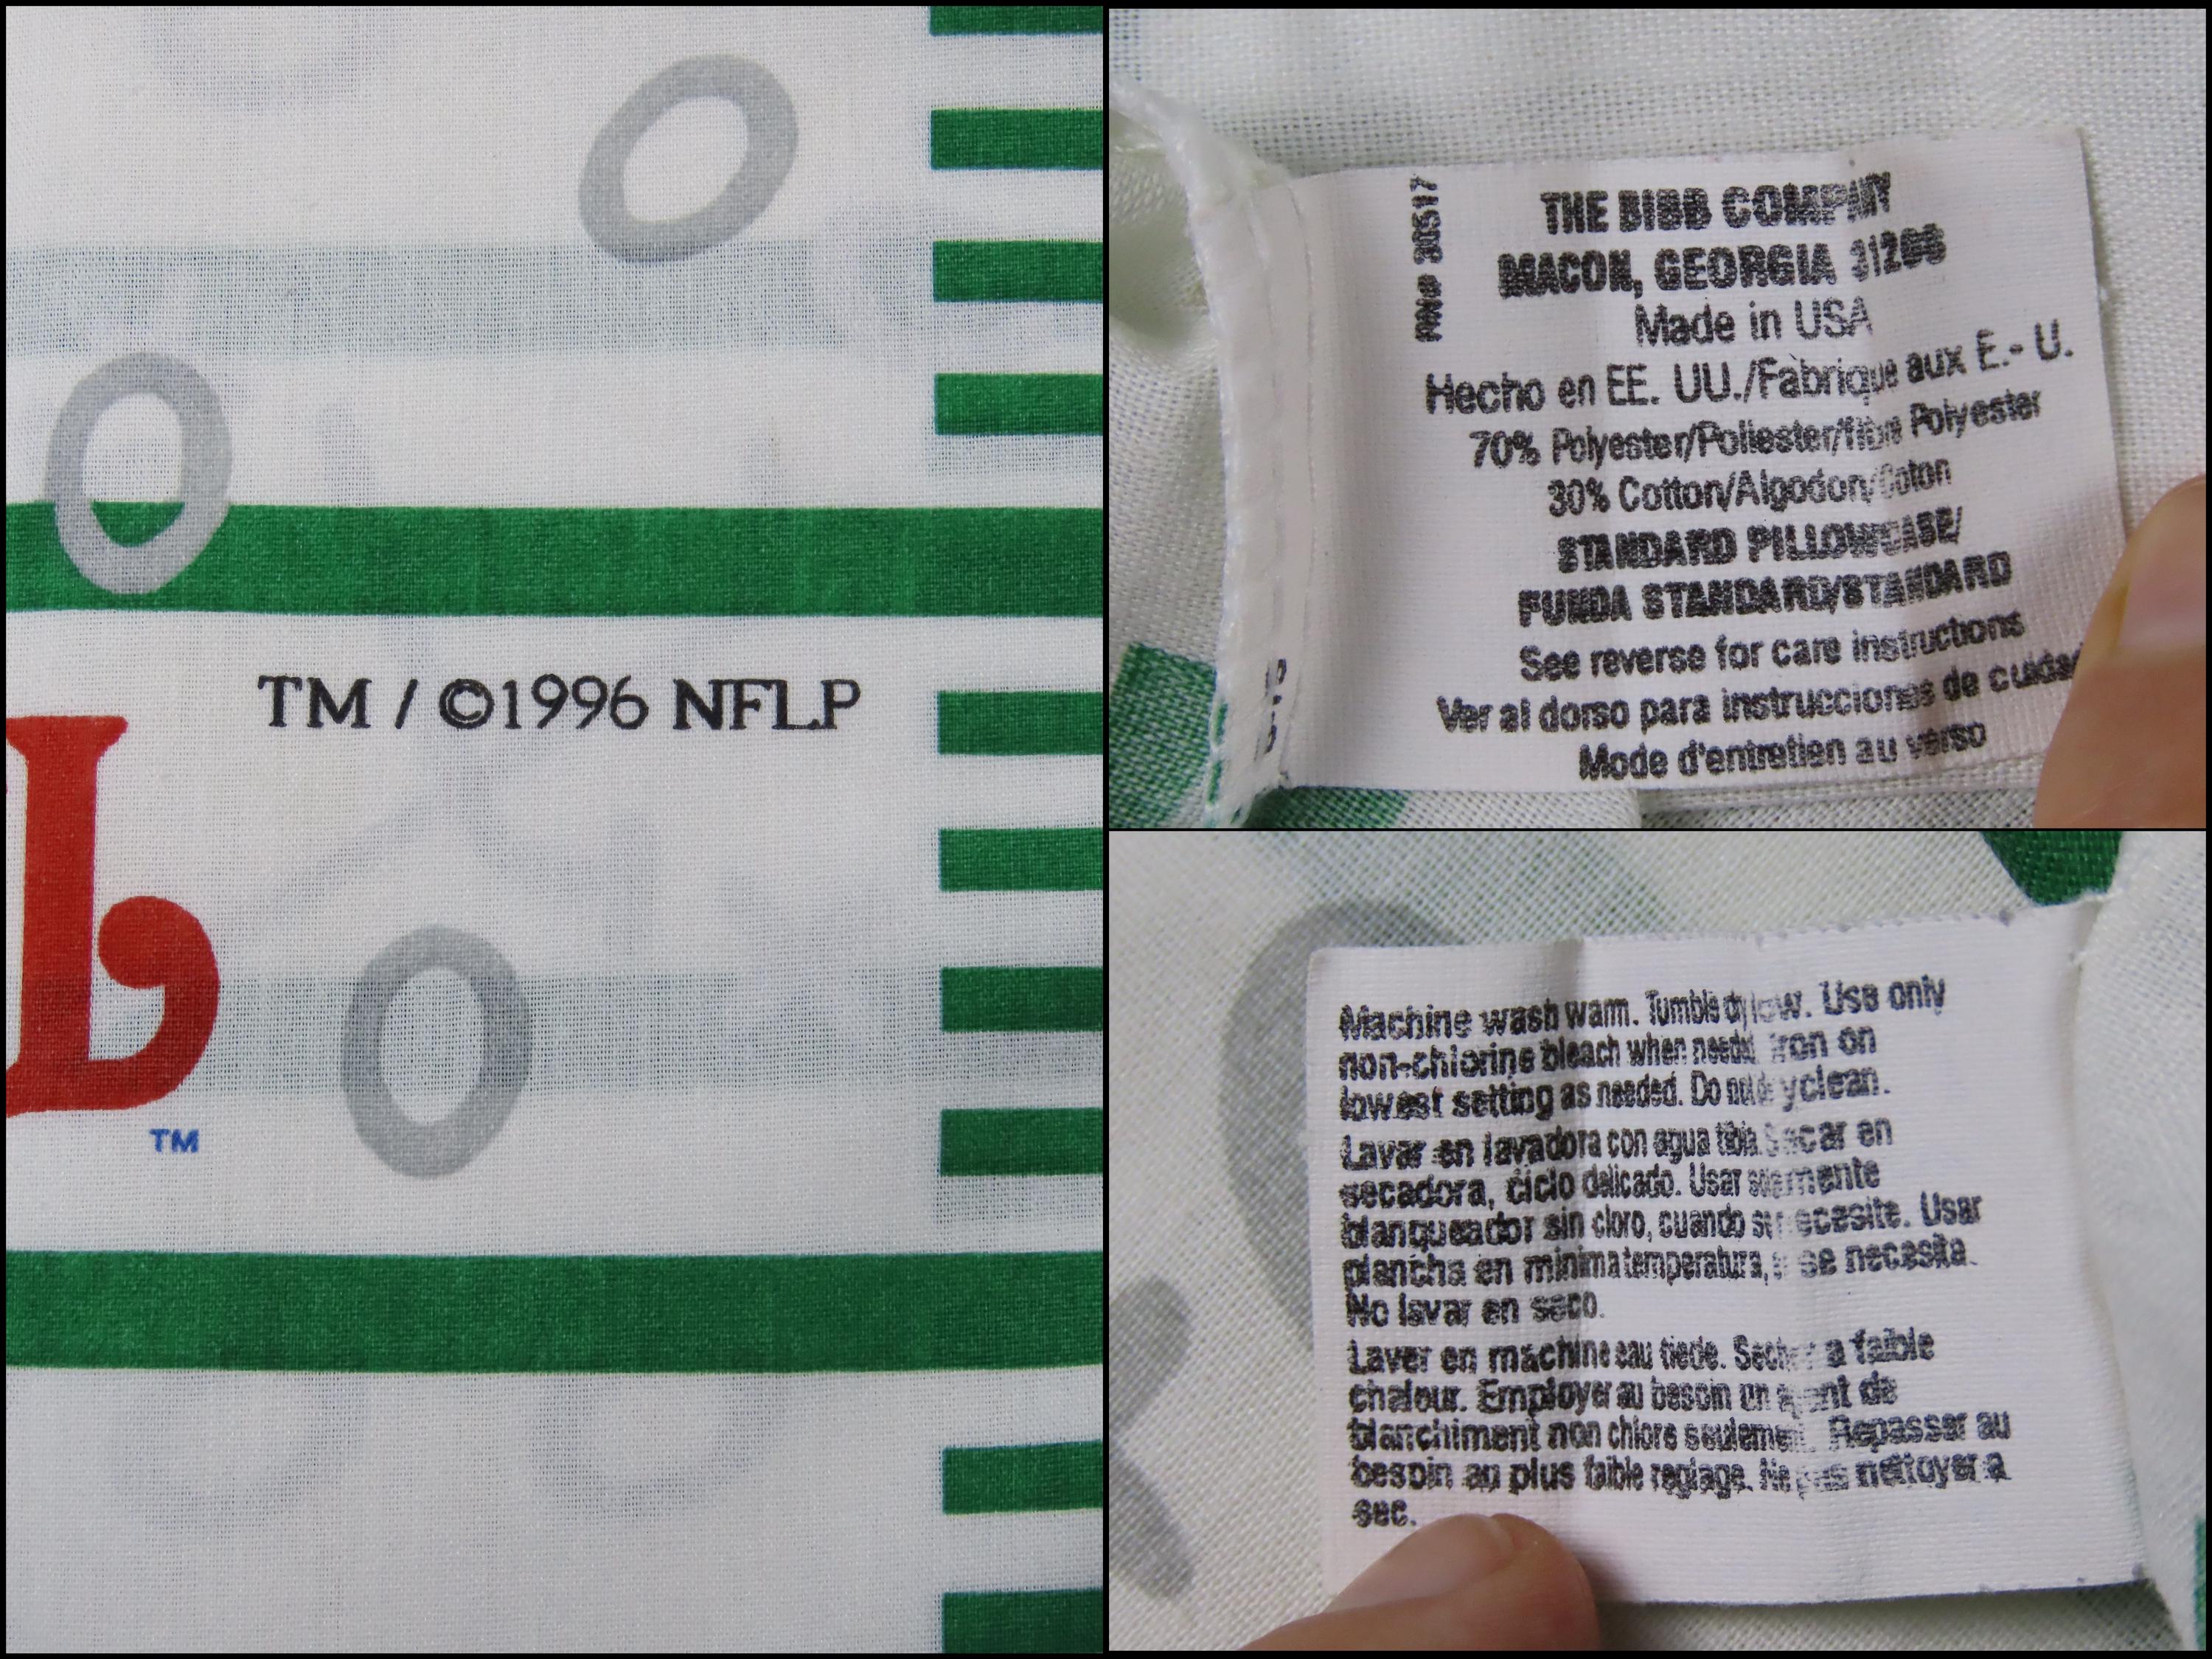 TM / ©1996 NFLP
L
TM
RN# 30517
THE BIBB COMPANY
MACON, GEORGIA 31208
Made in USA
Hecho en EE. UU./Fabrique aux E.- U.
70% Polyester/Poliester/fibre Polyester
30% Cotton/Algodon/Coton
STANDARD PILLOWCASE/
FUNDA STANDARD/STANDARD
See reverse for care instructions
Ver al dorso para instrucciones de cuidad
Mode d'entretien au verso
Machine wash warm. Tumble dry low. Use only
non-chlorine bleach when needed. Iron on
lowest setting as needed. Do not dryclean.
Lavar en lavadora con agua tibia. Secar en
secadora, ciclo delicado. Usar solamente
blanqueador sin cloro, cuando se necesite. Usar
plancha en minima temperatura, si se necesita.
No lavar en seco.
Laver en machine eau tiede. Secher a faible
chaleur. Employer au besoin un agent de
blanchiment non chlore seulement. Repasser au
besoin au plus faible reglage. Ne pas nettoyer a
sec.